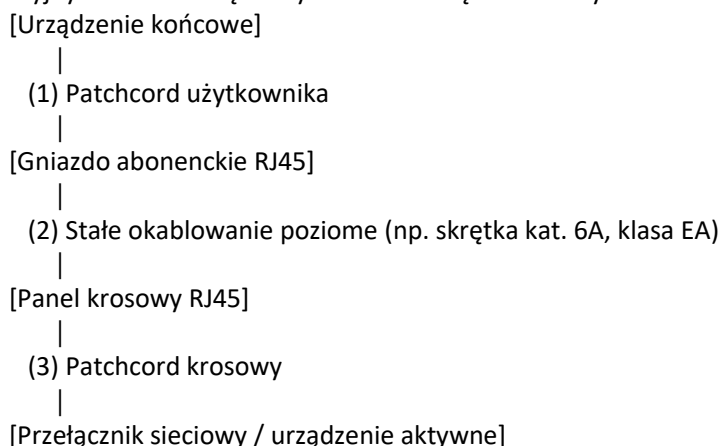 [Urządzenie końcowe]
|
(1) Patchcord użytkownika
|
[Gniazdo abonenckie RJ45]
|
(2) Stałe okablowanie poziome (np. skrętka kat. 6A, klasa EA)
|
[Panel krosowy RJ45]
|
(3) Patchcord krosowy
|
[Przełącznik sieciowy / urządzenie aktywne]